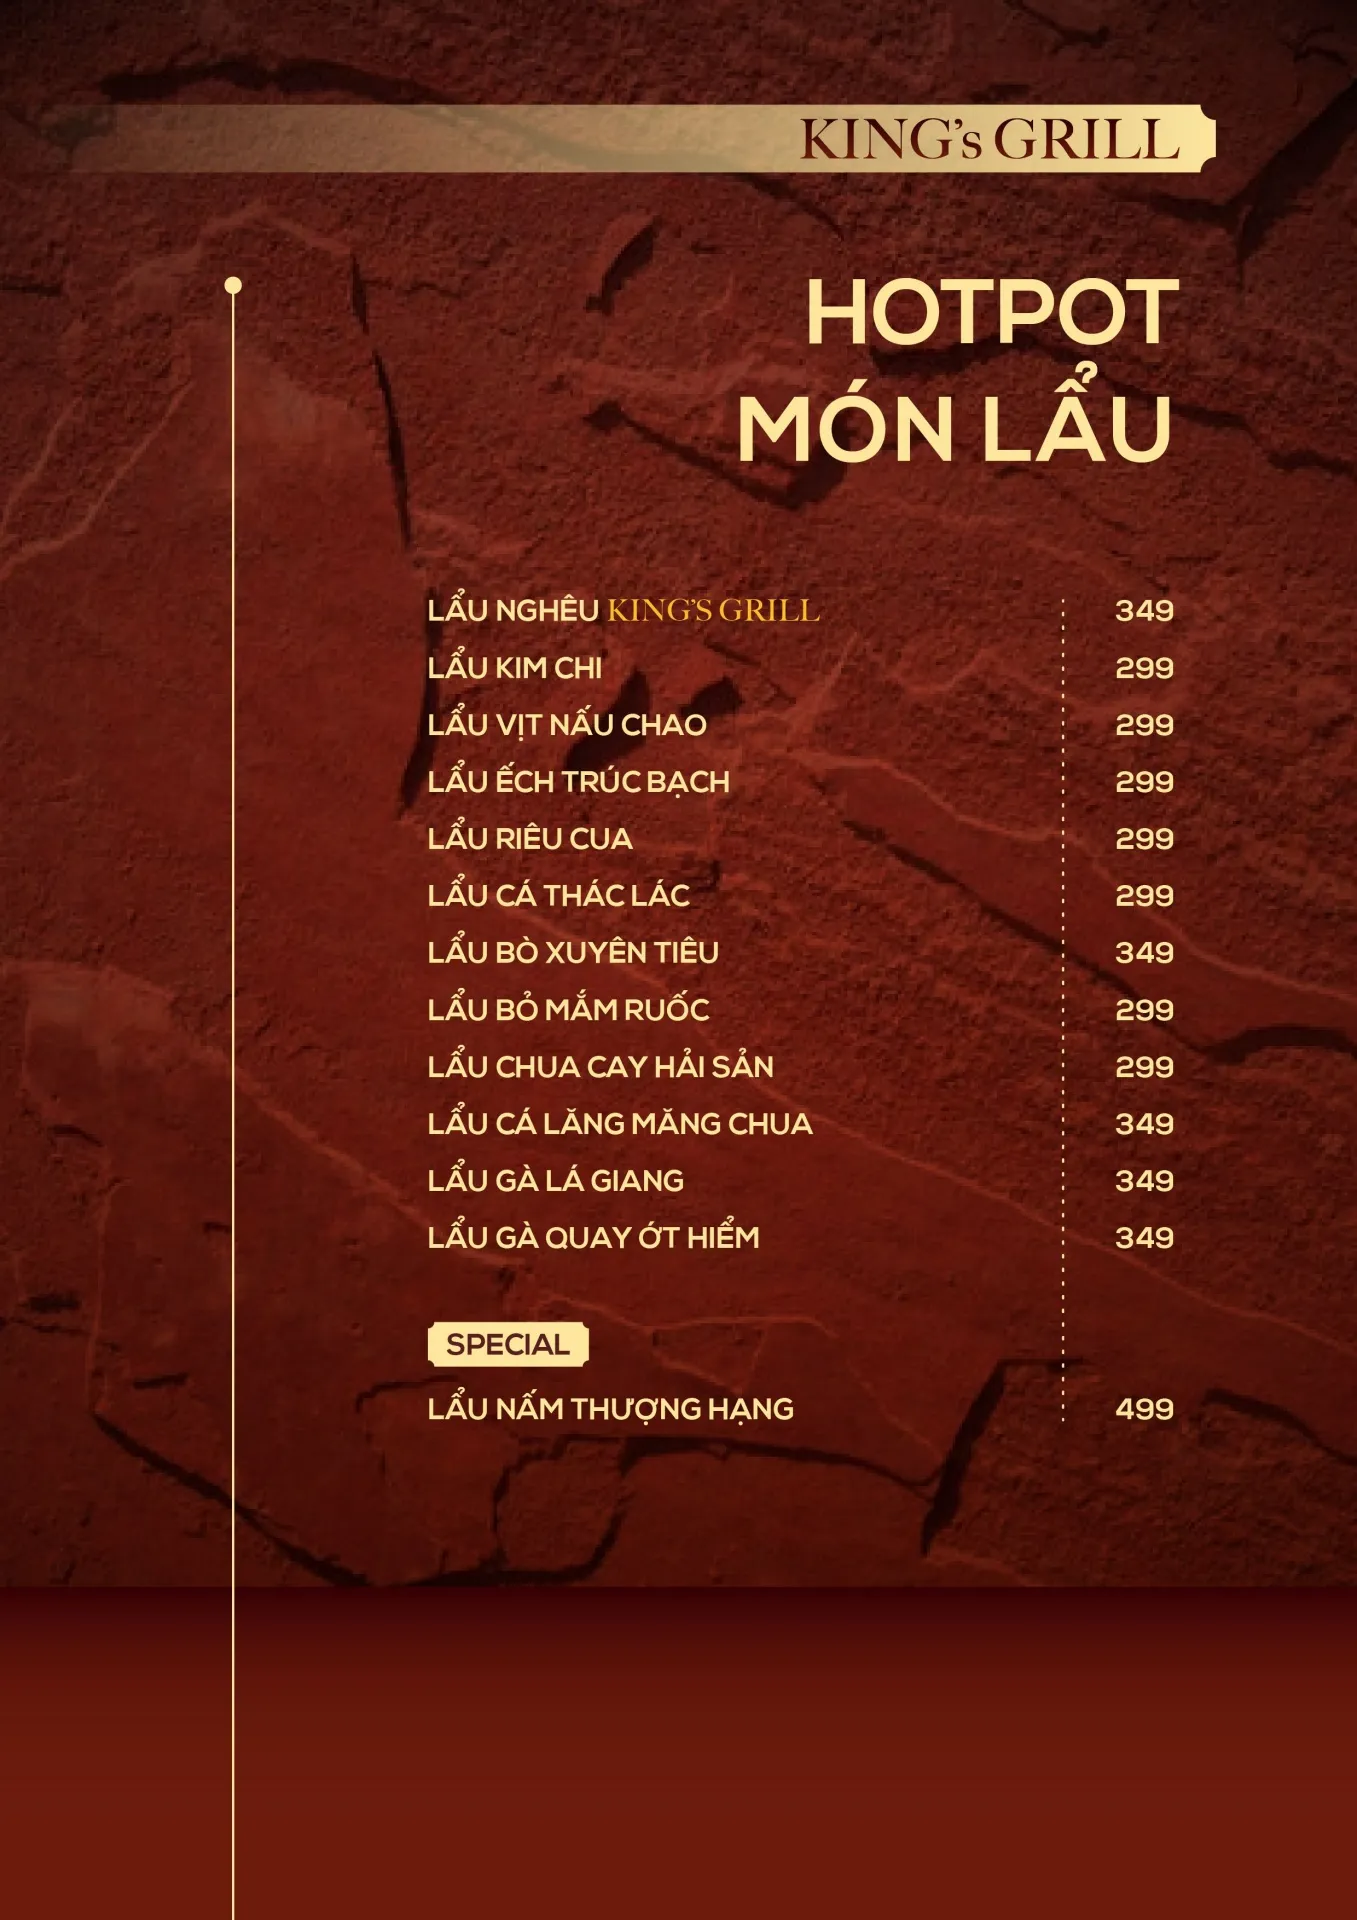 KING's GRILL
HOTPOT
MÓN LẨU
LẨU NGHÊU KING'S GRILL 349
LẨU KIM CHI 299
LẨU VỊT NẤU CHAO 299
LẨU ẾCH TRÚC BẠCH 299
LẨU RIÊU CUA 299
LẨU CÁ THÁC LÁC 299
LẨU BÒ XUYÊN TIÊU 349
LẨU BỎ MẮM RUỐC 299
LẨU CHUA CAY HẢI SẢN 299
LẨU CÁ LĂNG MĂNG CHUA 349
LẨU GÀ LÁ GIANG 349
LẨU GÀ QUAY ỚT HIỂM 349
SPECIAL
LẨU NẤM THƯỢNG HẠNG 499